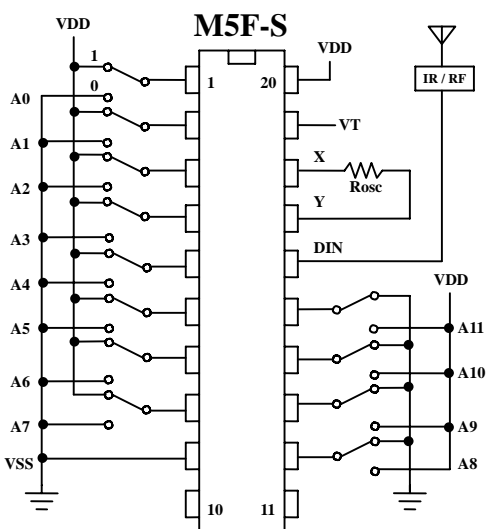 M5F-S
VDD
VDD
1
1
20
IR / RF
0
A0
VT
A1
X
Rosc
A2
Y
A3
DIN
A4
VDD
A5
A11
A6
A10
A7
A9
VSS
A8
10
11